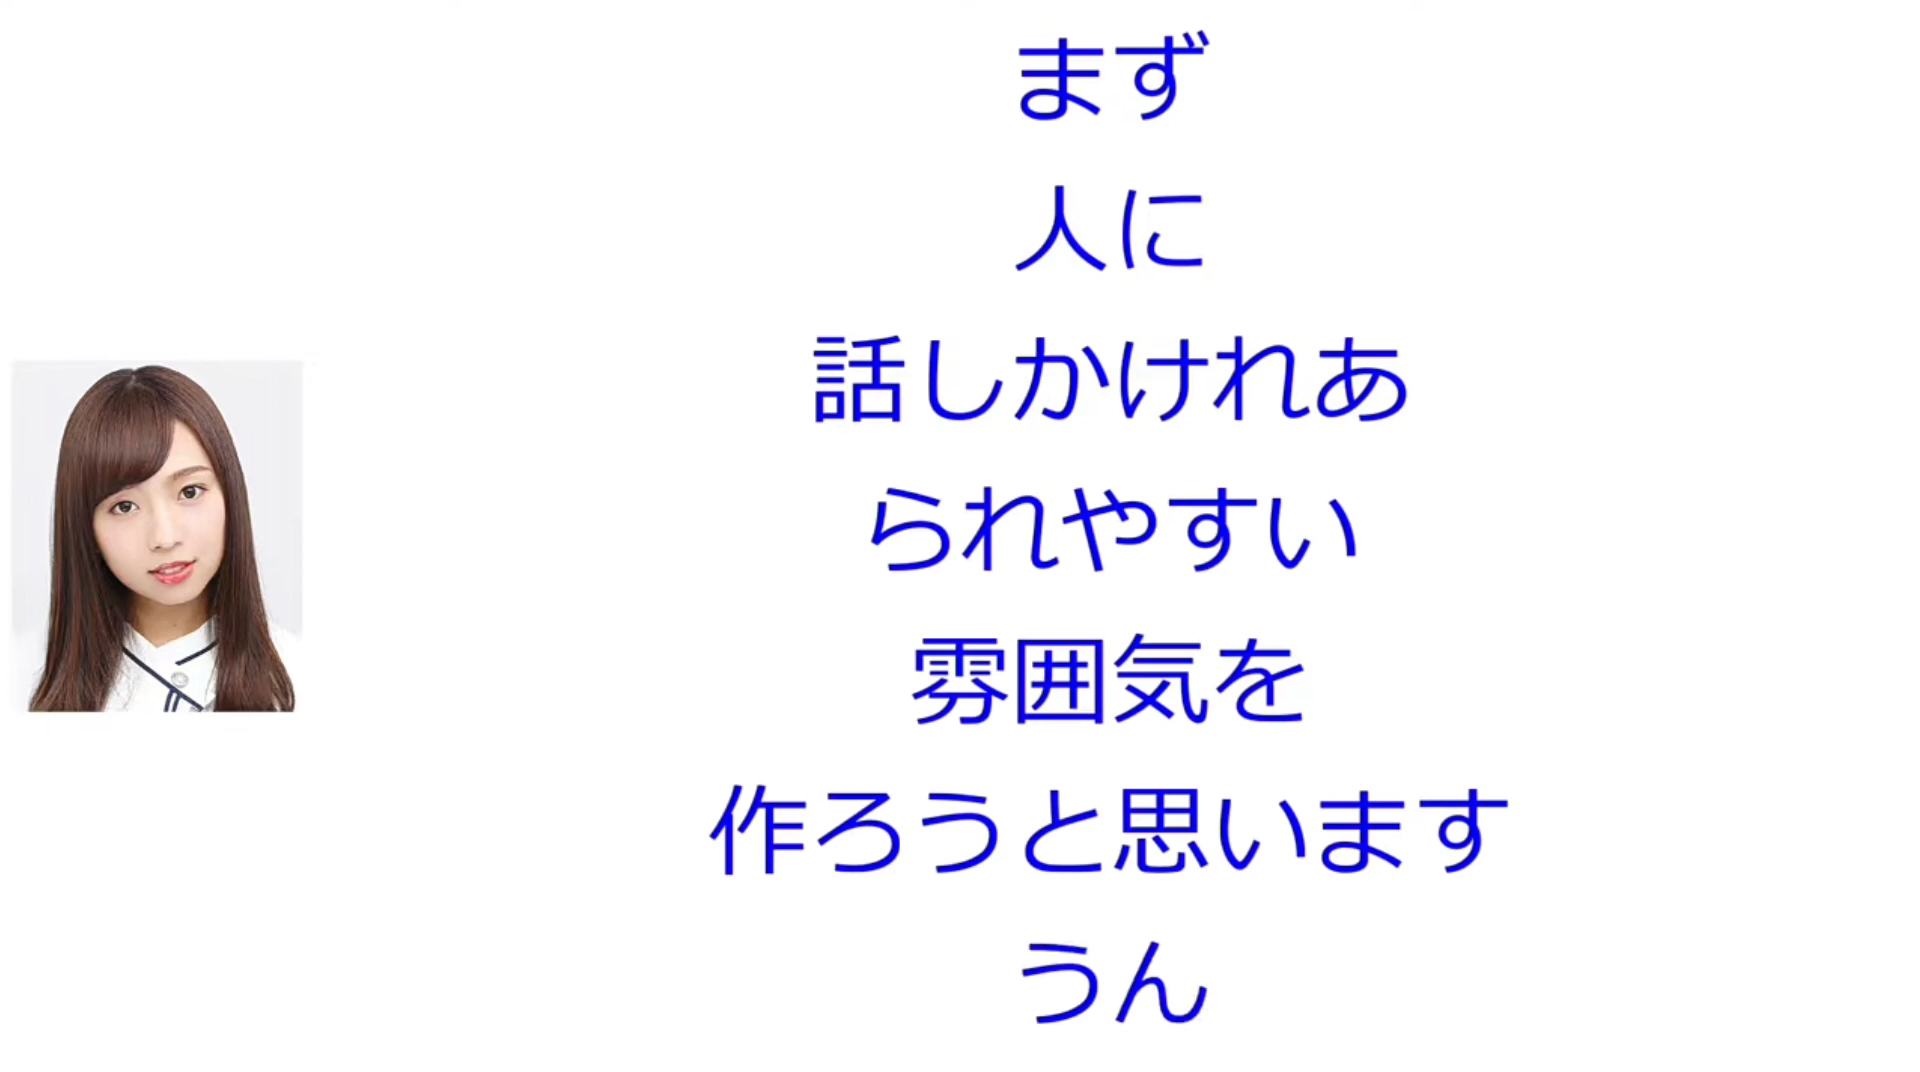 まず
人に
話しかけれあ
られやすい
雰囲気を
作ろうと思います
うん